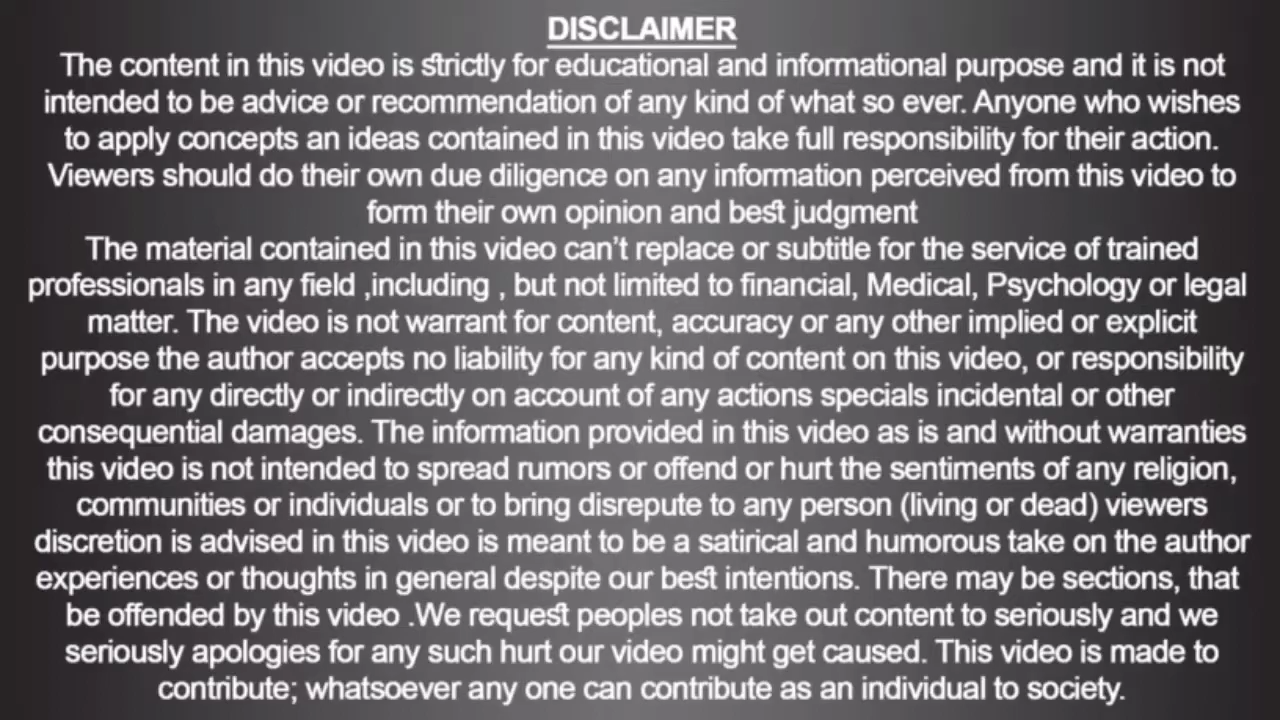 DISCLAIMER
The content in this video is strictly for educational and informational purpose and it is not
intended to be advice or recommendation of any kind of what so ever. Anyone who wishes
to apply concepts an ideas contained in this video take full responsibility for their action.
Viewers should do their own due diligence on any information perceived from this video to
form their own opinion and best judgment
The material contained in this video can't replace or subtitle for the service of trained
professionals in any field ,including , but not limited to financial, Medical, Psychology or legal
matter. The video is not warrant for content, accuracy or any other implied or explicit
purpose the author accepts no liability for any kind of content on this video, or responsibility
for any directly or indirectly on account of any actions specials incidental or other
consequential damages. The information provided in this video as is and without warranties
this video is not intended to spread rumors or offend or hurt the sentiments of any religion,
communities or individuals or to bring disrepute to any person (living or dead) viewers
discretion is advised in this video is meant to be a satirical and humorous take on the author
experiences or thoughts in general despite our best intentions. There may be sections, that
be offended by this video .We request peoples not take out content to seriously and we
seriously apologies for any such hurt our video might get caused. This video is made to
contribute; whatsoever any one can contribute as an individual to society.